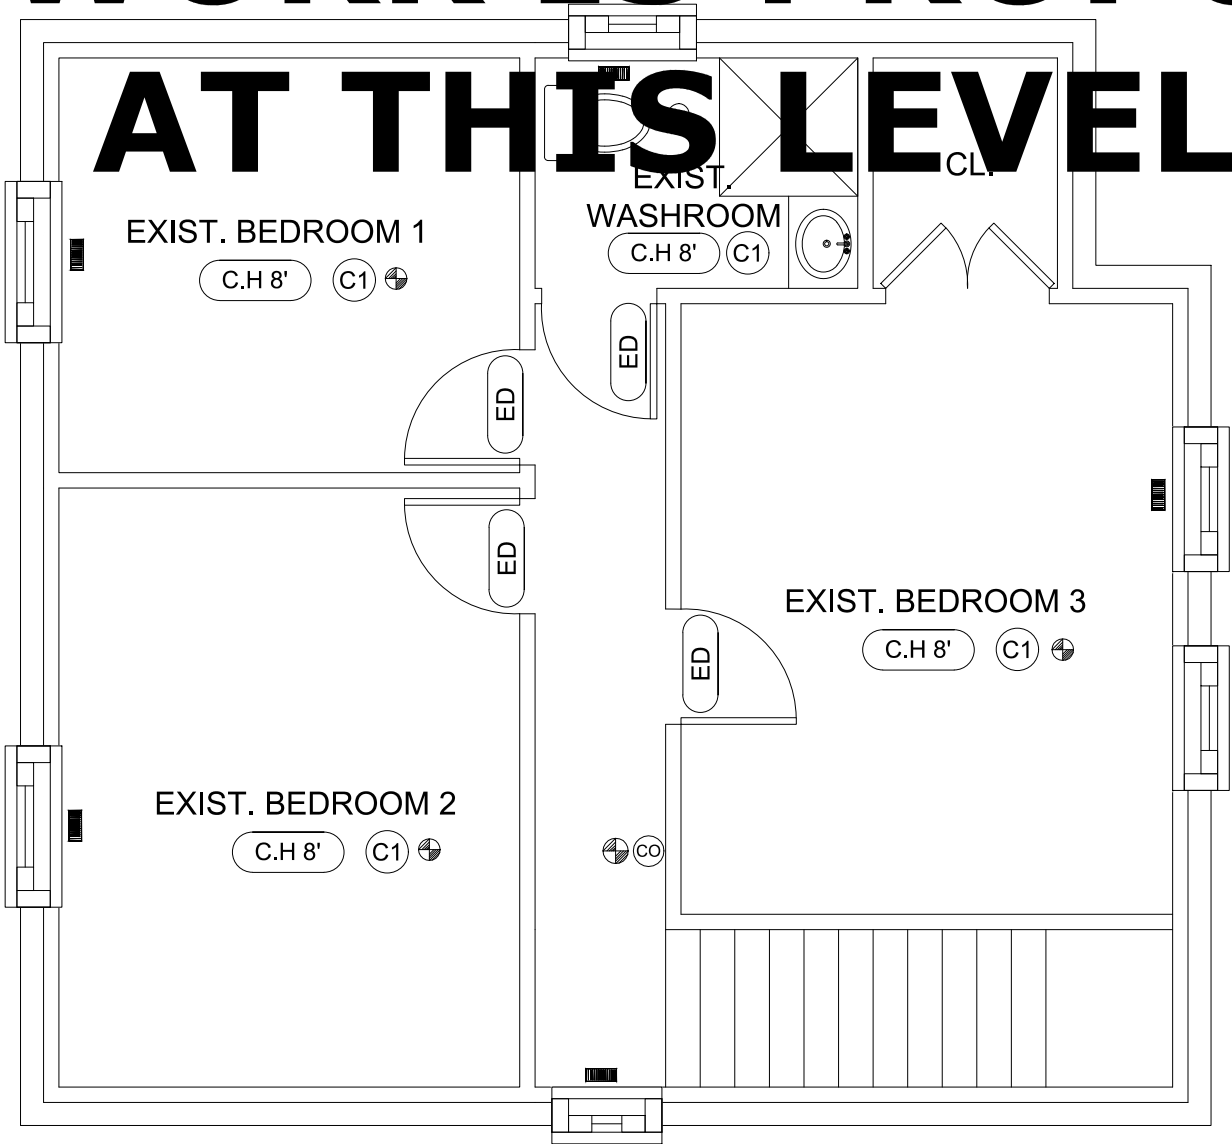 AT THIS LEVEL
CL.
EXIST.
WASHROOM
C.H 8' C1
EXIST. BEDROOM 1
C.H 8' C1
ED
ED
ED
EXIST. BEDROOM 3
C.H 8' C1
ED
EXIST. BEDROOM 2
C.H 8' C1
CO